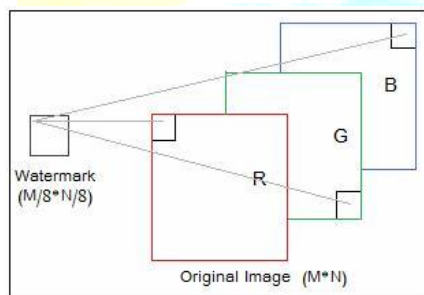 B
G
R
Watermark
(M/8*N/8)
Original Image (M*N)